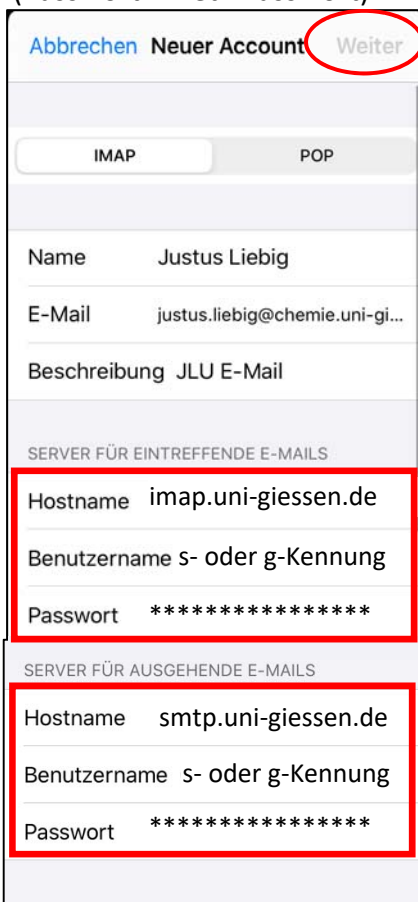 Abbrechen Neuer Account Weiter
IMAP POP
Name Justus Liebig
E-Mail justus.liebig@chemie.uni-gi...
Beschreibung JLU E-Mail
SERVER FÜR EINTREFFENDE E-MAILS
Hostname imap.uni-giessen.de
Benutzername s- oder g-Kennung
Passwort ****************
SERVER FÜR AUSGEHENDE E-MAILS
Hostname smtp.uni-giessen.de
Benutzername s- oder g-Kennung
Passwort ****************